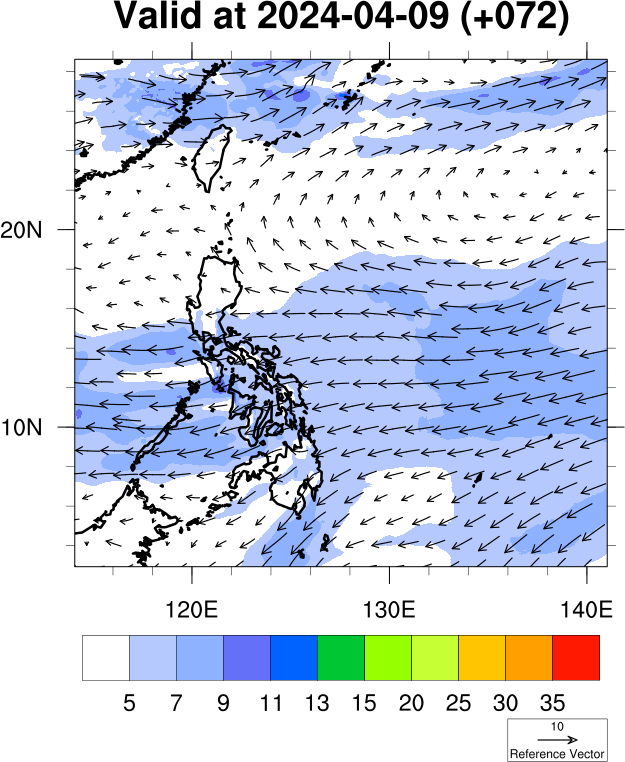 Valid at 2024-04-09 (+072)
20N
10N
120E 130E 140E
5 7 9 11 13 15 20 25 30 35
10
Reference Vector